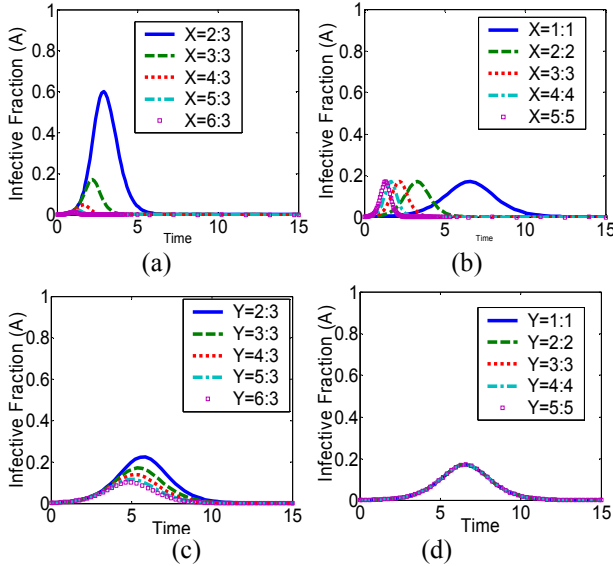 Infective Fraction (A)
1
0.8
0.6
0.4
0.2
0
0 5 10 15
Time
X=2:3
X=3:3
X=4:3
X=5:3
X=6:3
(a)
Infective Fraction (A)
1
0.8
0.6
0.4
0.2
0
0 5 10 15
Time
X=1:1
X=2:2
X=3:3
X=4:4
X=5:5
(b)
Infective Fraction (A)
1
0.8
0.6
0.4
0.2
0
0 5 10 15
Time
Y=2:3
Y=3:3
Y=4:3
Y=5:3
Y=6:3
(c)
Infective Fraction (A)
1
0.8
0.6
0.4
0.2
0
0 5 10 15
Time
Y=1:1
Y=2:2
Y=3:3
Y=4:4
Y=5:5
(d)